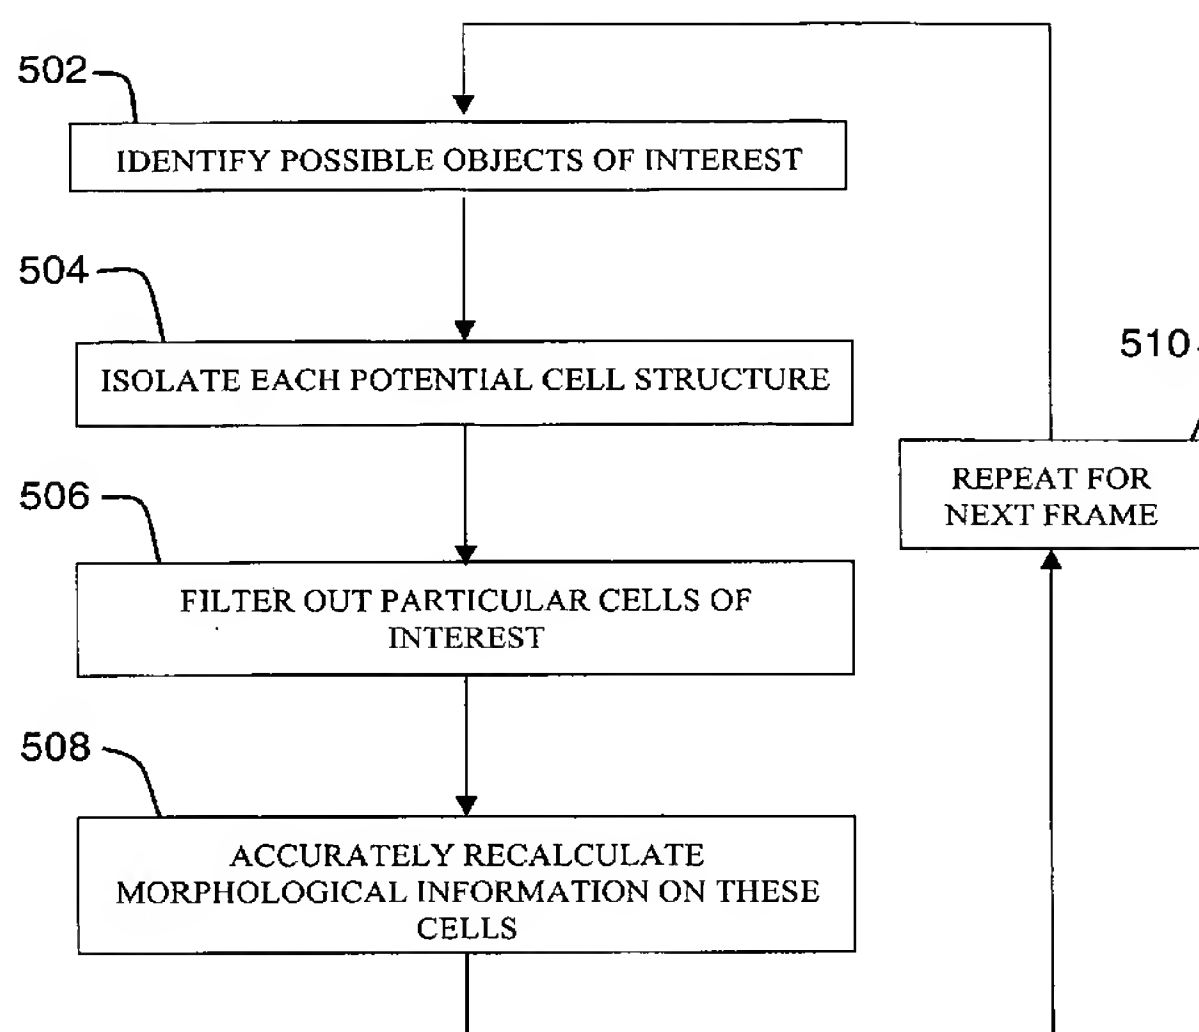 502
IDENTIFY POSSIBLE OBJECTS OF INTEREST
504
ISOLATE EACH POTENTIAL CELL STRUCTURE
510
REPEAT FOR
NEXT FRAME
506
FILTER OUT PARTICULAR CELLS OF
INTEREST
508
ACCURATELY RECALCULATE
MORPHOLOGICAL INFORMATION ON THESE
CELLS